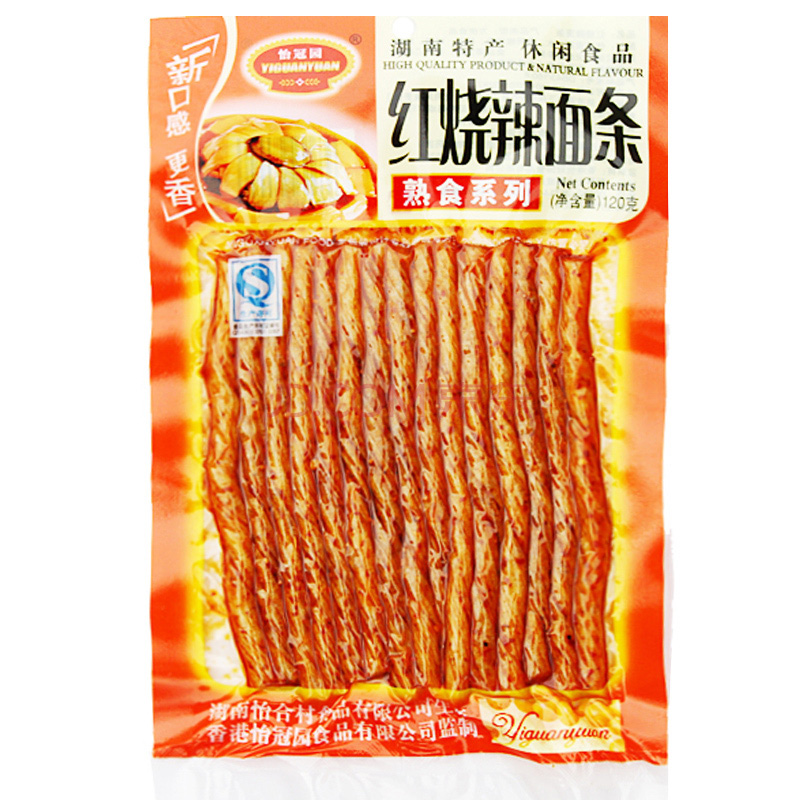 「新口感 更香」
怡冠园®
YIGUANYUAN
湖南特产 休闲食品
HIGH QUALITY PRODUCT & NATURAL FLAVOUR
红烧辣面条
熟食系列
Net Contents
(净含量)120克
QS
湖南怡合村食品有限公司
香港怡冠园食品有限公司监制
Yiguanyuan